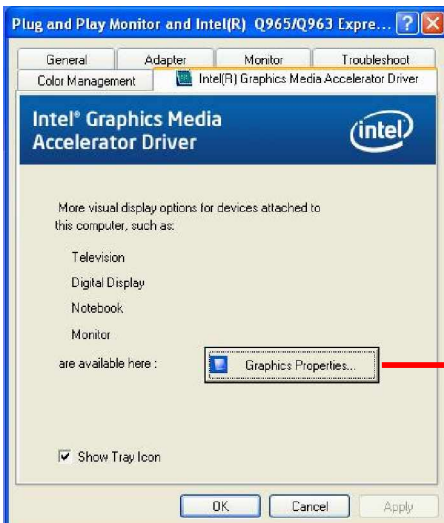 Plug and Play Monitor and Intel(R) Q965/Q963 Expre...
General Adapter Monitor Troubleshoot
Color Management Intel(R) Graphics Media Accelerator Driver
Intel® Graphics Media
Accelerator Driver
intel
More visual display options for devices attached to
this computer, such as:
Television
Digital Display
Notebook
Monitor
are available here :
Graphics Properties...
Show Tray Icon
OK Cancel Apply